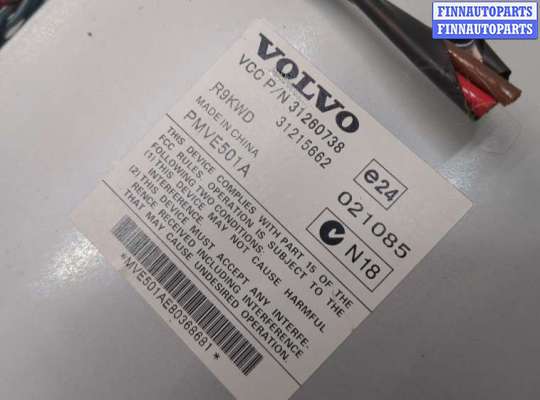 FINNAUTOPARTS
FINNAUTOPARTS
VOLVO
VCC P/N 31260738
31215662
R9KWD
MADE IN CHINA
PMVE501A
e24
021085
N18
THIS DEVICE COMPLIES WITH PART 15 OF THE
FCC RULES. OPERATION IS SUBJECT TO THE
FOLLOWING TWO CONDITIONS.
(1) THIS DEVICE MAY NOT CAUSE HARMFUL
INTERFERENCE, AND
(2) THIS DEVICE MUST ACCEPT ANY INTERFE-
RENCE RECEIVED, INCLUDING INTERFERENCE
THAT MAY CAUSE UNDESIRED OPERATION.
*MVE501AE8036868I*